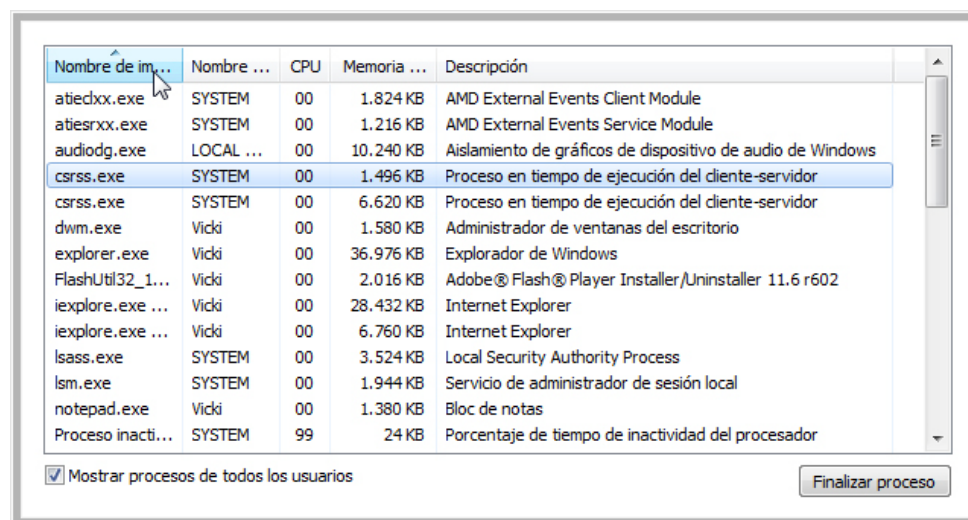 Nombre de im... Nombre ... CPU Memoria ... Descripción
atieclxx.exe SYSTEM 00 1.824 KB AMD External Events Client Module
atiesrxx.exe SYSTEM 00 1.216 KB AMD External Events Service Module
audiodg.exe LOCAL ... 00 10.240 KB Aislamiento de gráficos de dispositivo de audio de Windows
csrss.exe SYSTEM 00 1.496 KB Proceso en tiempo de ejecución del cliente-servidor
csrss.exe SYSTEM 00 6.620 KB Proceso en tiempo de ejecución del cliente-servidor
dwm.exe Vicki 00 1.580 KB Administrador de ventanas del escritorio
explorer.exe Vicki 00 36.976 KB Explorador de Windows
FlashUtil32_1... Vicki 00 2.016 KB Adobe® Flash® Player Installer/Uninstaller 11.6 r602
iexplore.exe ... Vicki 00 28.432 KB Internet Explorer
iexplore.exe ... Vicki 00 6.760 KB Internet Explorer
lsass.exe SYSTEM 00 3.524 KB Local Security Authority Process
lsm.exe SYSTEM 00 1.944 KB Servicio de administrador de sesión local
notepad.exe Vicki 00 1.380 KB Bloc de notas
Proceso inacti... SYSTEM 99 24 KB Porcentaje de tiempo de inactividad del procesador
Mostrar procesos de todos los usuarios
Finalizar proceso